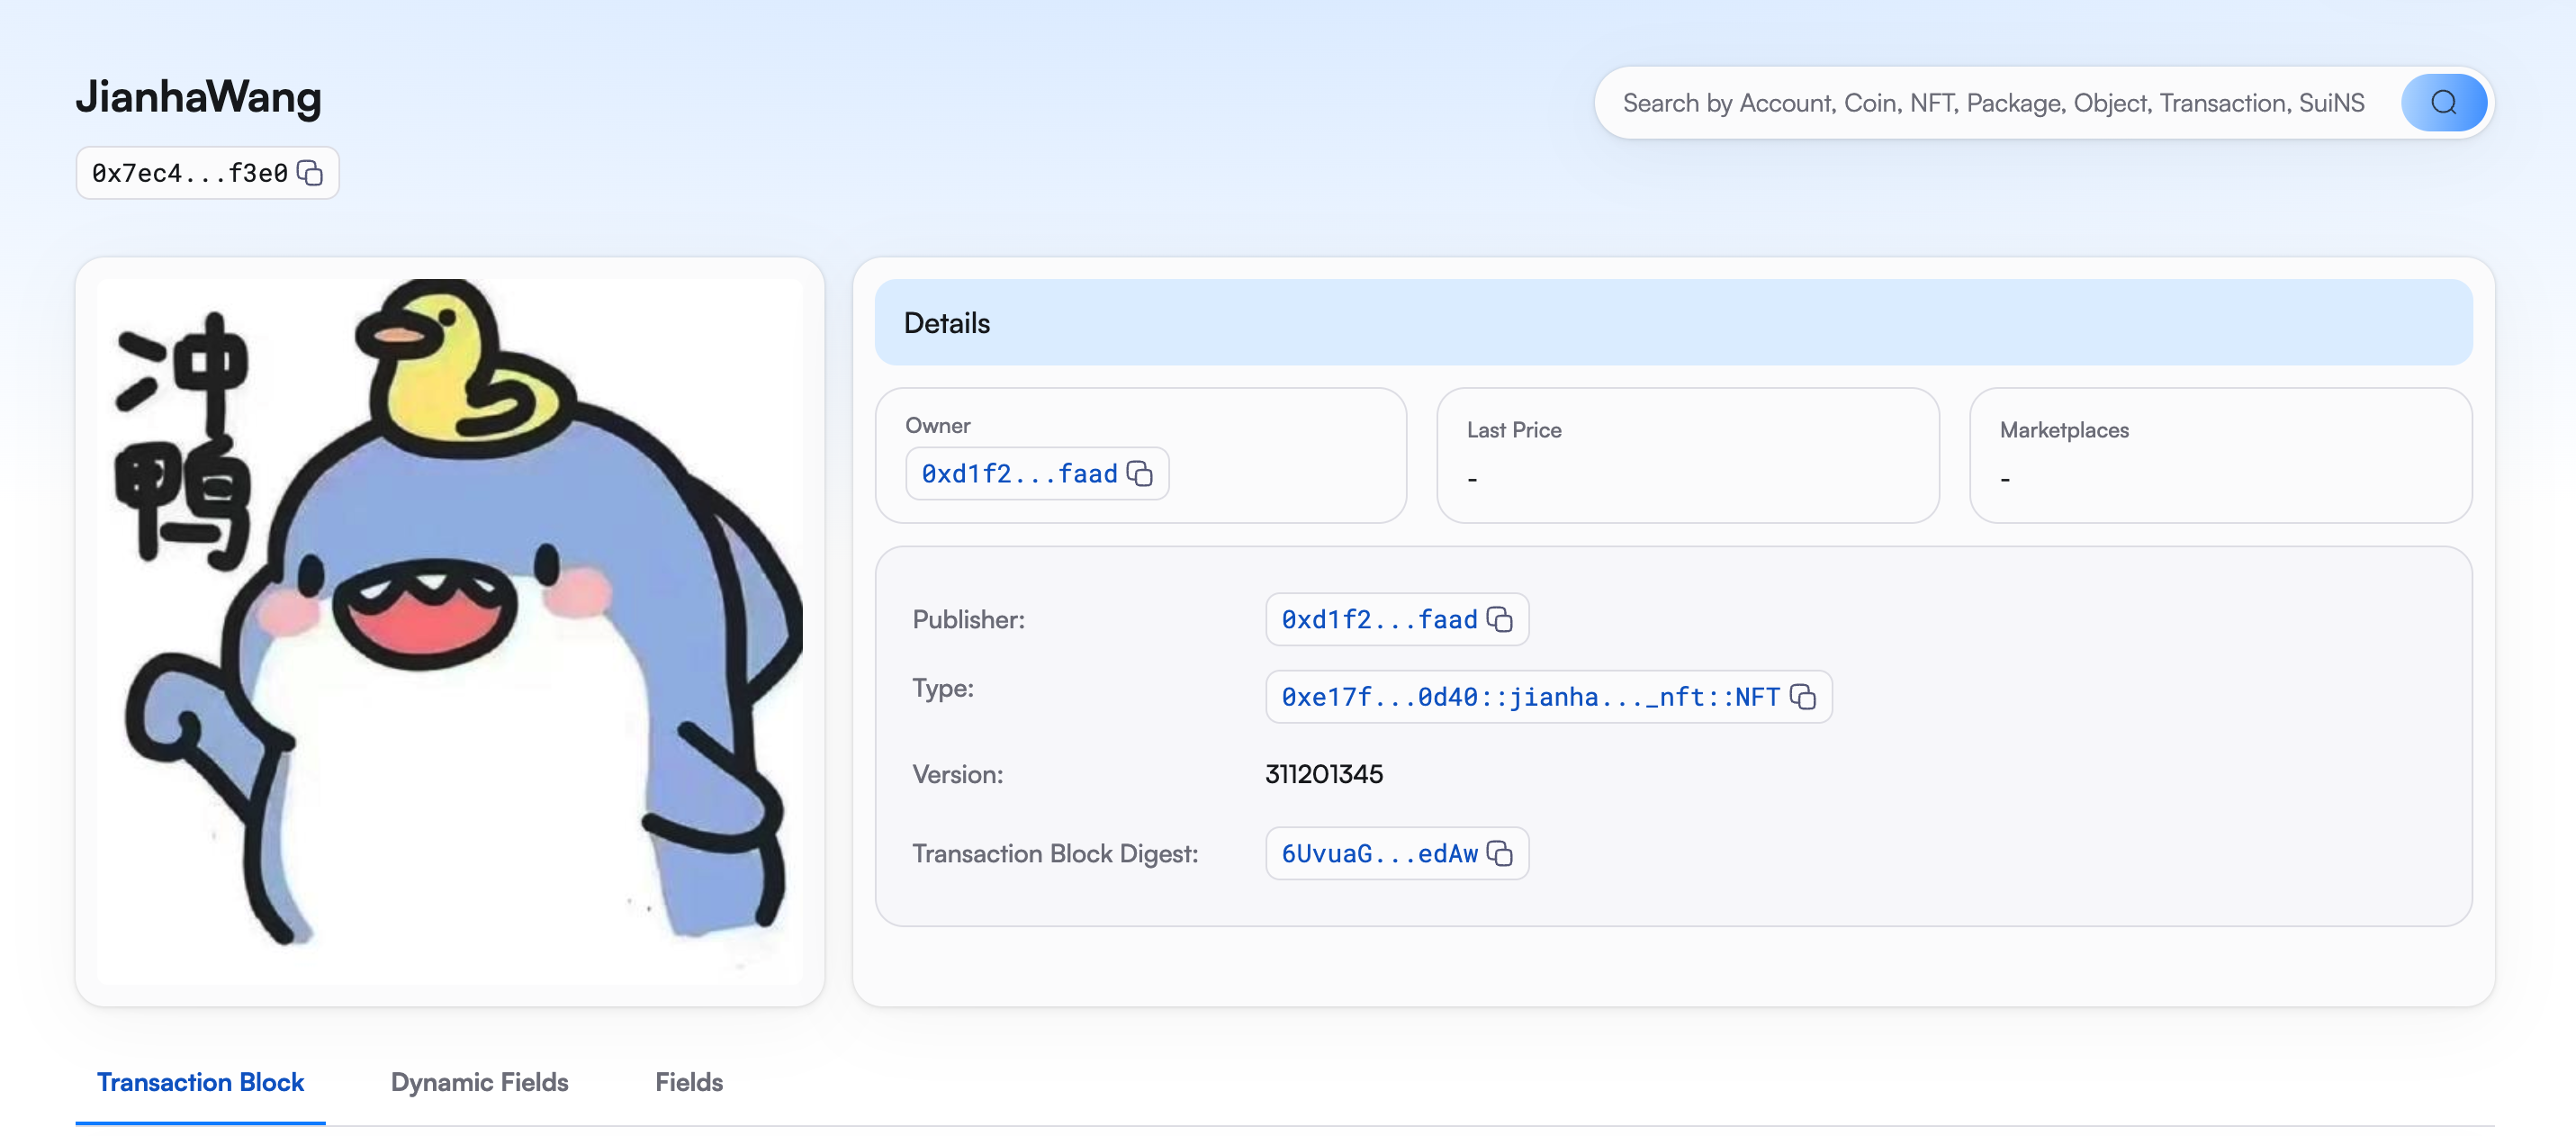 JianhaWang
Search by Account, Coin, NFT, Package, Object, Transaction, SuiNS
0x7ec4...f3e0
冲
鸭
Details
Owner
0xd1f2...faad
Last Price
-
Marketplaces
-
Publisher:
0xd1f2...faad
Type:
0xe17f...0d40::jianha..._nft::NFT
Version:
311201345
Transaction Block Digest:
6UvuaG...edAw
Transaction Block
Dynamic Fields
Fields